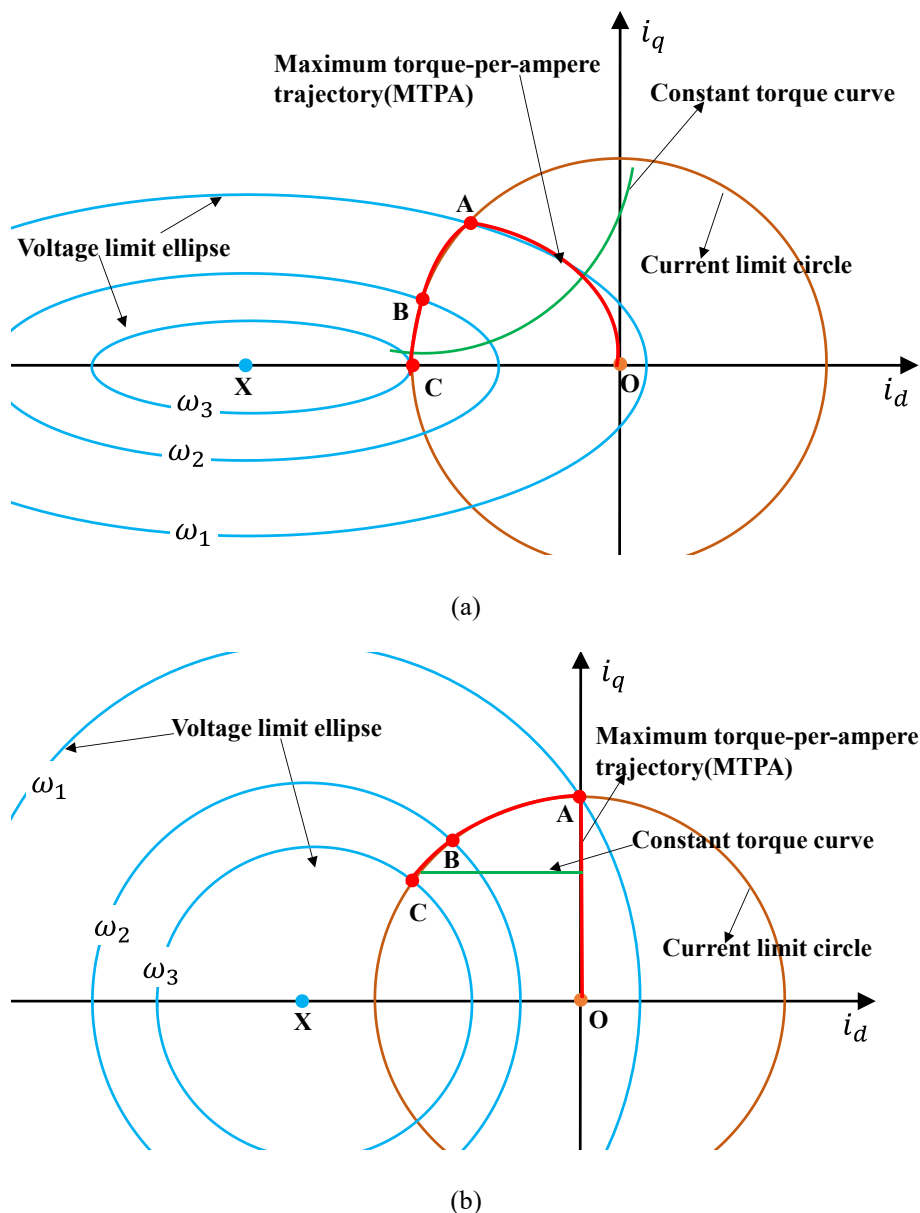 i_q
Maximum torque-per-ampere
trajectory(MTPA)
Constant torque curve
A
Voltage limit ellipse
Current limit circle
B
X
C
O
i_d
ω_3
ω_2
ω_1
(a)
i_q
Voltage limit ellipse
Maximum torque-per-ampere
trajectory(MTPA)
ω_1
A
Constant torque curve
B
C
ω_2
Current limit circle
ω_3
X
O
i_d
(b)